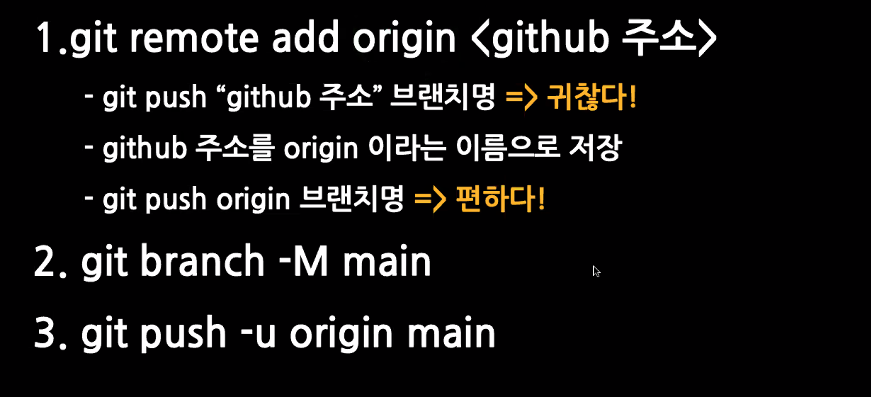 1.git remote add origin <github 주소>
- git push “github 주소” 브랜치명 => 귀찮다!
- github 주소를 origin 이라는 이름으로 저장
- git push origin 브랜치명 => 편하다!
2. git branch -M main
3. git push -u origin main